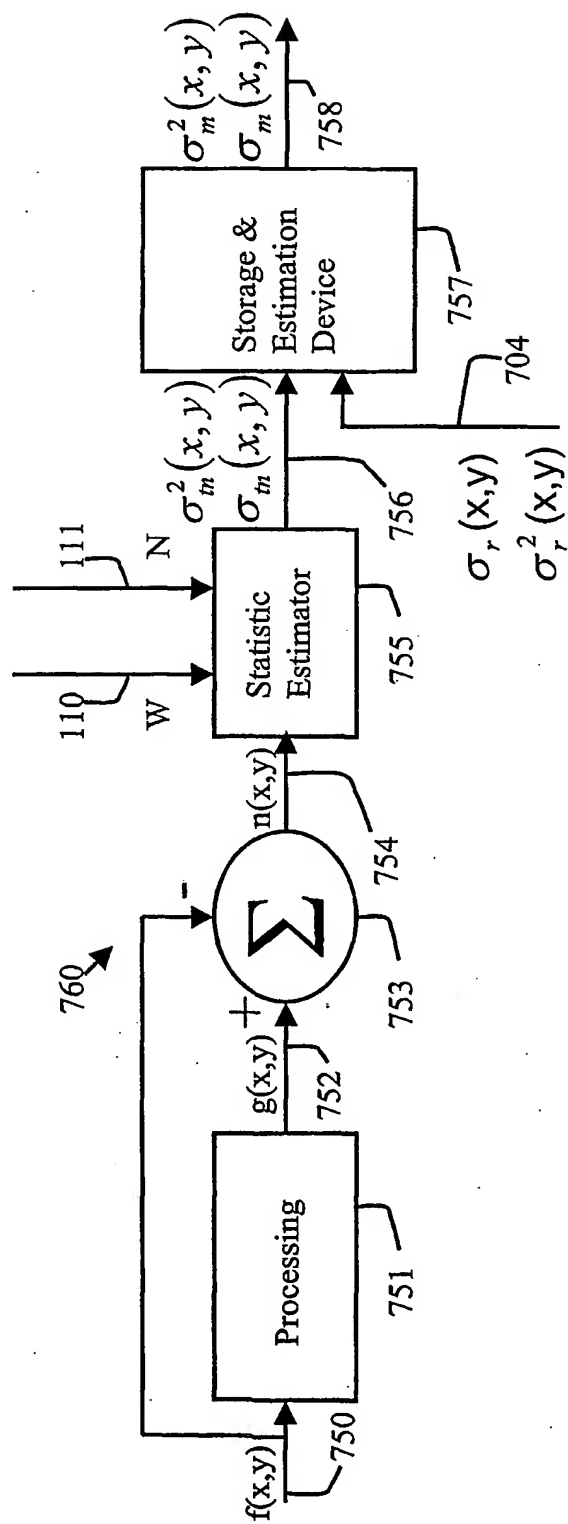 f(x,y)
750
Processing
751
g(x,y)
752
760
+
-
Σ
753
n(x,y)
754
110
W
111
N
Statistic
Estimator
755
σ²ₜₙ(x, y)
σₜₙ(x, y)
756
Storage &
Estimation
Device
757
704
σᵣ(x,y)
σ²ᵣ(x,y)
σ²ₘ(x, y)
σₘ(x, y)
758